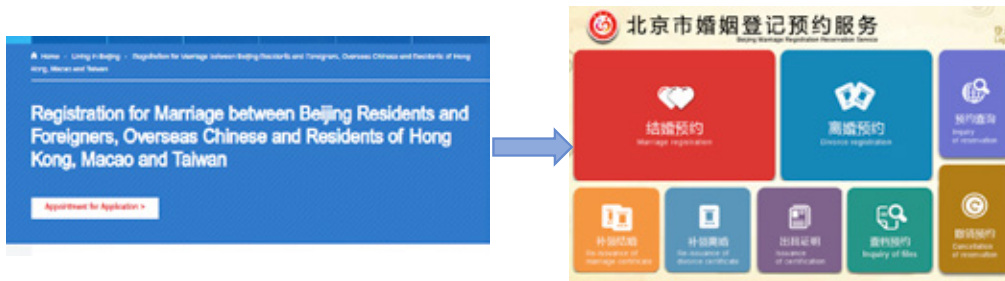 Home > Living in Beijing > Registration for Marriage between Beijing Residents and Foreigners, Overseas Chinese and Residents of Hong
Kong, Macao and Taiwan
Registration for Marriage between Beijing Residents and
Foreigners, Overseas Chinese and Residents of Hong
Kong, Macao and Taiwan
Appointment for Application >
北京市婚姻登记预约服务
Beijing Marriage Registration Reservation Service
结婚预约
Marriage registration
离婚预约
Divorce registration
预约查询
Inquiry
of reservation
补领结婚
Re-issuance of
marriage certificate
补领离婚
Re-issuance of
divorce certificate
出具证明
Issuance
of certification
查档预约
Inquiry of files
撤销预约
Cancellation
of reservation